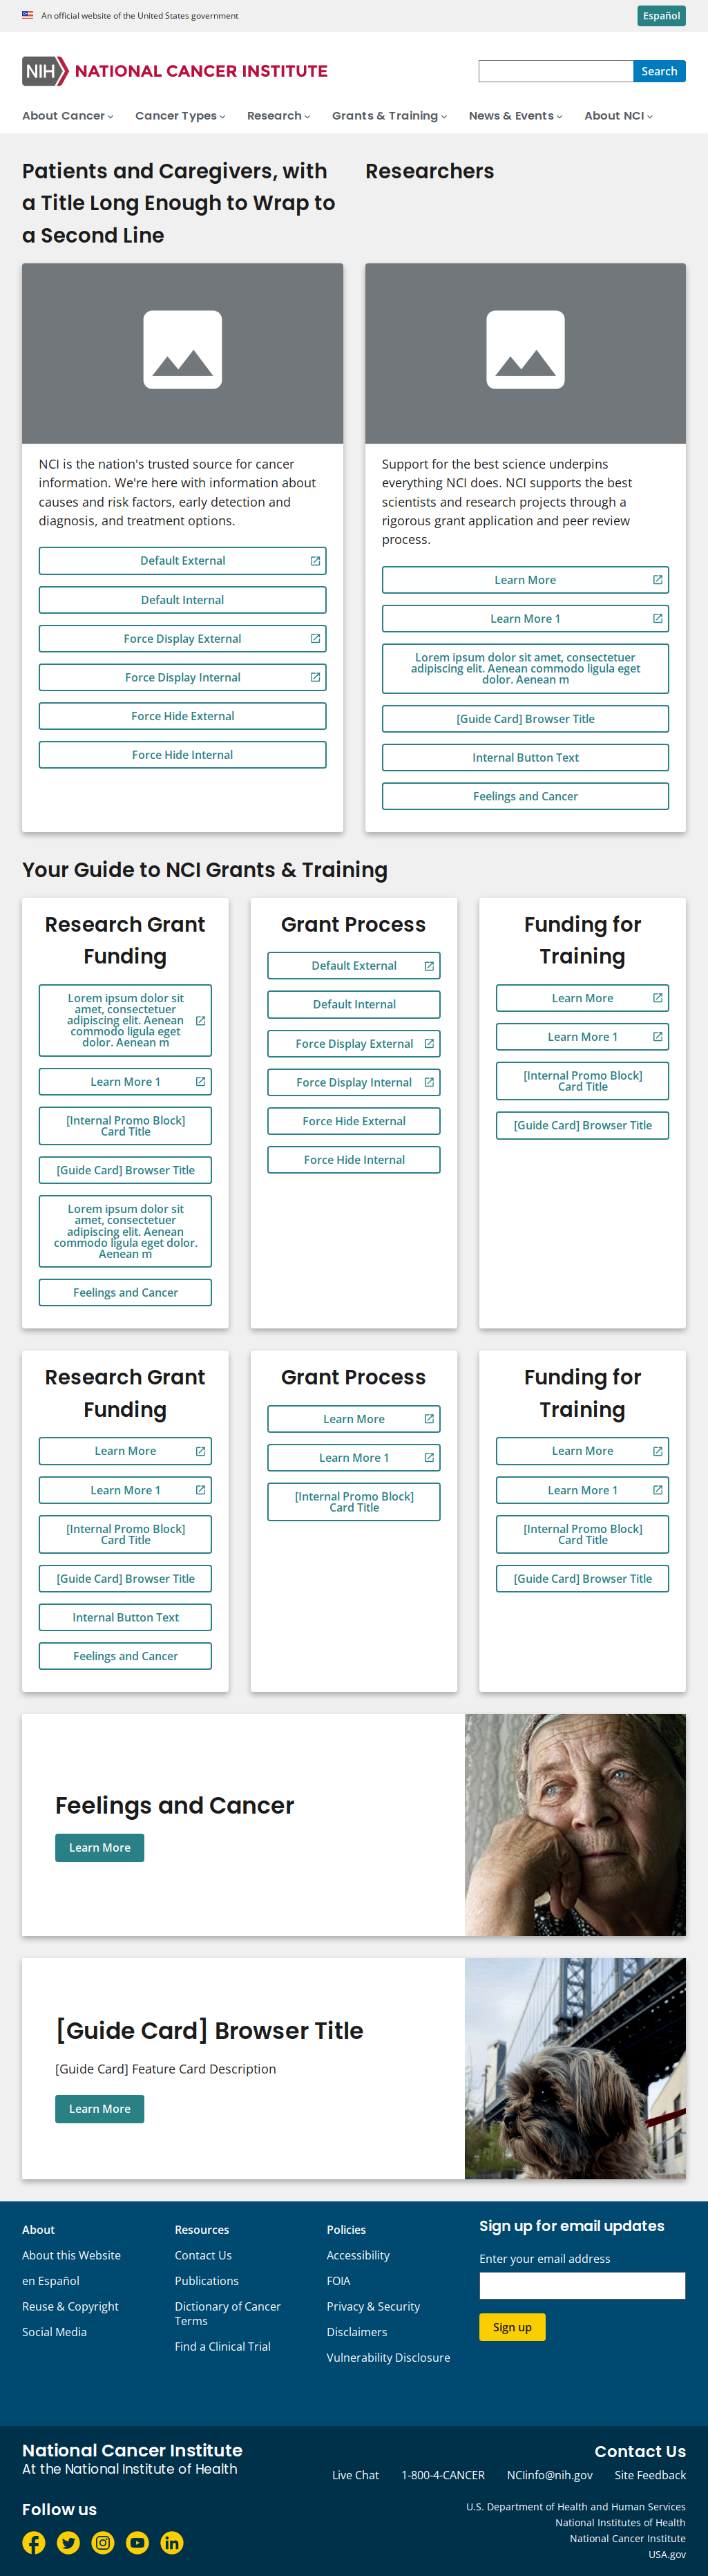 An official website of the United States government
Español
NIH NATIONAL CANCER INSTITUTE
Search
About Cancer
Cancer Types
Research
Grants & Training
News & Events
About NCI
Patients and Caregivers, with
a Title Long Enough to Wrap to
a Second Line
NCI is the nation's trusted source for cancer
information. We're here with information about
causes and risk factors, early detection and
diagnosis, and treatment options.
Default External
Default Internal
Force Display External
Force Display Internal
Force Hide External
Force Hide Internal
Researchers
Support for the best science underpins
everything NCI does. NCI supports the best
scientists and research projects through a
rigorous grant application and peer review
process.
Learn More
Learn More 1
Lorem ipsum dolor sit amet, consectetuer
adipiscing elit. Aenean commodo ligula eget
dolor. Aenean m
[Guide Card] Browser Title
Internal Button Text
Feelings and Cancer
Your Guide to NCI Grants & Training
Research Grant
Funding
Lorem ipsum dolor sit
amet, consectetuer
adipiscing elit. Aenean
commodo ligula eget
dolor. Aenean m
Learn More 1
[Internal Promo Block]
Card Title
[Guide Card] Browser Title
Lorem ipsum dolor sit
amet, consectetuer
adipiscing elit. Aenean
commodo ligula eget dolor.
Aenean m
Feelings and Cancer
Grant Process
Default External
Default Internal
Force Display External
Force Display Internal
Force Hide External
Force Hide Internal
Funding for
Training
Learn More
Learn More 1
[Internal Promo Block]
Card Title
[Guide Card] Browser Title
Research Grant
Funding
Learn More
Learn More 1
[Internal Promo Block]
Card Title
[Guide Card] Browser Title
Internal Button Text
Feelings and Cancer
Grant Process
Learn More
Learn More 1
[Internal Promo Block]
Card Title
Funding for
Training
Learn More
Learn More 1
[Internal Promo Block]
Card Title
[Guide Card] Browser Title
Feelings and Cancer
Learn More
[Guide Card] Browser Title
[Guide Card] Feature Card Description
Learn More
About
About this Website
en Español
Reuse & Copyright
Social Media
Resources
Contact Us
Publications
Dictionary of Cancer
Terms
Find a Clinical Trial
Policies
Accessibility
FOIA
Privacy & Security
Disclaimers
Vulnerability Disclosure
Sign up for email updates
Enter your email address
Sign up
National Cancer Institute
At the National Institute of Health
Contact Us
Live Chat
1-800-4-CANCER
NCIinfo@nih.gov
Site Feedback
Follow us
U.S. Department of Health and Human Services
National Institutes of Health
National Cancer Institute
USA.gov